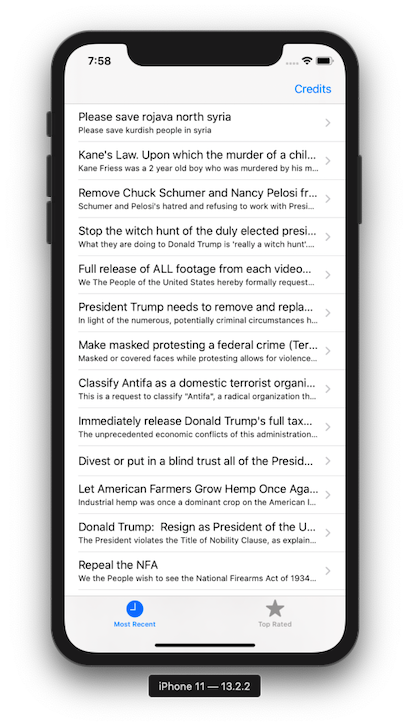 7:58
Credits
Please save rojava north syria
Please save kurdish people in syria
Kane's Law. Upon which the murder of a chil...
Kane Friess was a 2 year old boy who was murdered by his m...
Remove Chuck Schumer and Nancy Pelosi fr...
Schumer and Pelosi's hatred and refusing to work with Presi...
Stop the witch hunt of the duly elected presi...
What they are doing to Donald Trump is 'really a witch hunt'....
Full release of ALL footage from each video...
We The People of the United States hereby formally request...
President Trump needs to remove and repla...
In light of the numerous, potentially criminal circumstances h...
Make masked protesting a federal crime (Ter...
Masked or covered faces while protesting allows for violence...
Classify Antifa as a domestic terrorist organi...
This is a request to classify "Antifa", a radical organization th...
Immediately release Donald Trump's full tax...
The unprecedented economic conflicts of this administration...
Divest or put in a blind trust all of the Presid...
Let American Farmers Grow Hemp Once Aga...
Industrial hemp was once a dominant crop on the American l...
Donald Trump: Resign as President of the U...
The President violates the Title of Nobility Clause, as explain...
Repeal the NFA
We the People wish to see the National Firearms Act of 1934...
Most Recent
Top Rated
iPhone 11 — 13.2.2